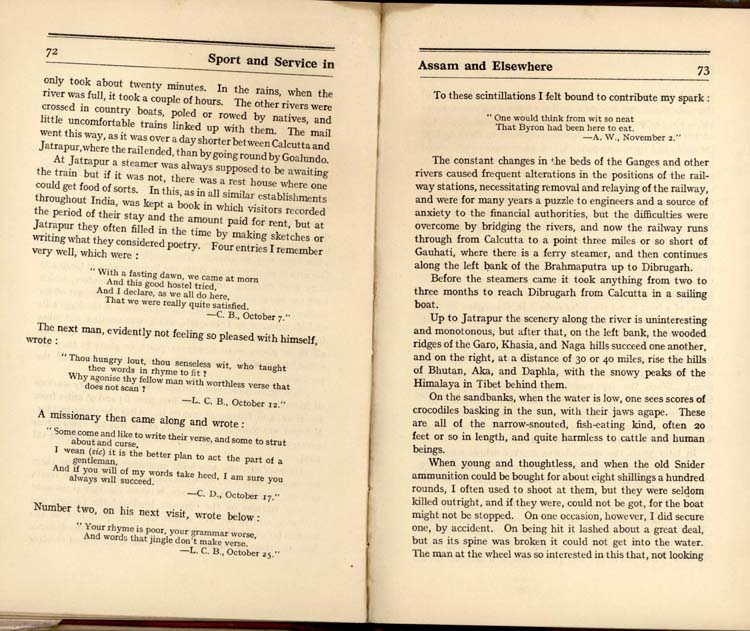 72
Sport and Service in
only took about twenty minutes. In the rains, when the
river was full, it took a couple of hours. The other rivers were
crossed in country boats, poled or rowed by natives, and
little uncomfortable trains linked up with them. The mail
went this way, as it was over a day shorter between Calcutta and
Jatrapur, where the rail ended, than by going round by Goalundo.
At Jatrapur a steamer was always supposed to be awaiting
the train but if it was not, there was a rest house where one
could get food of sorts. In this, as in all similar establishments
throughout India, was kept a book in which visitors recorded
the period of their stay and the amount paid for rent, but at
Jatrapur they often filled in the time by making sketches or
writing what they considered poetry. Four entries I remember
very well, which were :
" With a fasting dawn, we came at morn
And this good hostel tried,
And I declare, as we all do here,
That we were really quite satisfied.
—C. B., October 7."
The next man, evidently not feeling so pleased with himself,
wrote :
" Thou hungry lout, thou senseless wit, who taught
thee words in rhyme to fit ?
Why agonise thy fellow man with worthless verse that
does not scan ?
—L. C. B., October 12."
A missionary then came along and wrote :
" Some come and like to write their verse, and some to strut
about and curse,
I wean (sic) it is the better plan to act the part of a
gentleman,
And if you will of my words take heed, I am sure you
always will succeed.
—C. D., October 17."
Number two, on his next visit, wrote below :
" Your rhyme is poor, your grammar worse,
And words that jingle don't make verse.
—L. C. B., October 25."
Assam and Elsewhere
73
To these scintillations I felt bound to contribute my spark :
" One would think from wit so neat
That Byron had been here to eat.
—A. W., November 2."
The constant changes in the beds of the Ganges and other
rivers caused frequent alterations in the positions of the rail-
way stations, necessitating removal and relaying of the railway,
and were for many years a puzzle to engineers and a source of
anxiety to the financial authorities, but the difficulties were
overcome by bridging the rivers, and now the railway runs
through from Calcutta to a point three miles or so short of
Gauhati, where there is a ferry steamer, and then continues
along the left bank of the Brahmaputra up to Dibrugarh.
Before the steamers came it took anything from two to
three months to reach Dibrugarh from Calcutta in a sailing
boat.
Up to Jatrapur the scenery along the river is uninteresting
and monotonous, but after that, on the left bank, the wooded
ridges of the Garo, Khasia, and Naga hills succeed one another,
and on the right, at a distance of 30 or 40 miles, rise the hills
of Bhutan, Aka, and Daphla, with the snowy peaks of the
Himalaya in Tibet behind them.
On the sandbanks, when the water is low, one sees scores of
crocodiles basking in the sun, with their jaws agape. These
are all of the narrow-snouted, fish-eating kind, often 20
feet or so in length, and quite harmless to cattle and human
beings.
When young and thoughtless, and when the old Snider
ammunition could be bought for about eight shillings a hundred
rounds, I often used to shoot at them, but they were seldom
killed outright, and if they were, could not be got, for the boat
might not be stopped. On one occasion, however, I did secure
one, by accident. On being hit it lashed about a great deal,
but as its spine was broken it could not get into the water.
The man at the wheel was so interested in this that, not looking